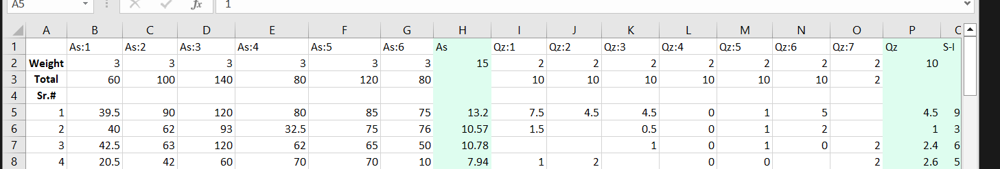 A5 fx 1
A B C D E F G H I J K L M N O P
1 As:1 As:2 As:3 As:4 As:5 As:6 As Qz:1 Qz:2 Qz:3 Qz:4 Qz:5 Qz:6 Qz:7 Qz S-I
2 Weight 3 3 3 3 3 3 15 2 2 2 2 2 2 2 10
3 Total 60 100 140 80 120 80 10 10 10 10 10 10 2
4 Sr.#
5 1 39.5 90 120 80 85 75 13.2 7.5 4.5 4.5 0 1 5 4.5 9
6 2 40 62 93 32.5 75 76 10.57 1.5 0.5 0 1 2 1 3
7 3 42.5 63 120 62 65 50 10.78 1 0 1 0 2 2.4 6
8 4 20.5 42 60 70 70 10 7.94 1 2 0 0 2 2.6 5